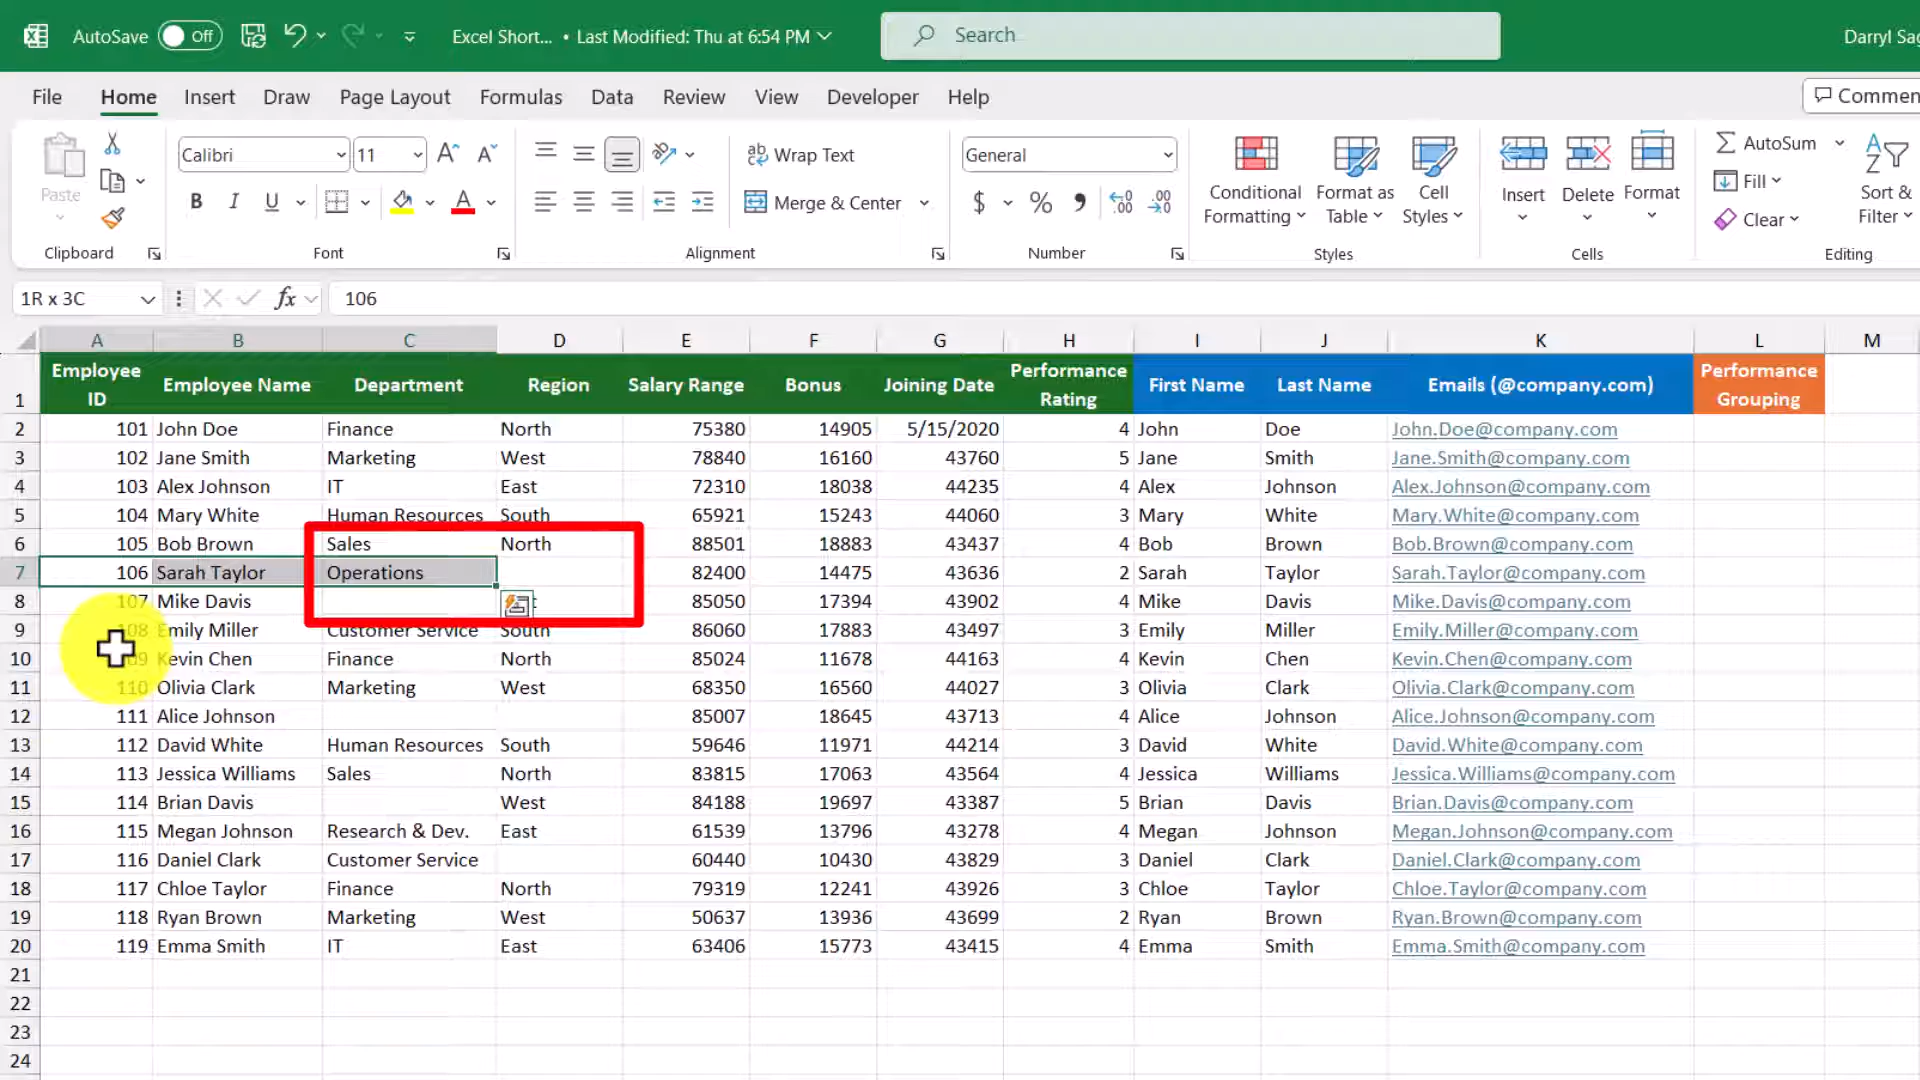 AutoSave Off Excel Short... • Last Modified: Thu at 6:54 PM Search Darryl Sag
File Home Insert Draw Page Layout Formulas Data Review View Developer Help Commen
Paste Calibri 11 A A Wrap Text General Conditional Formatting Format as Table Cell Styles Insert Delete Format AutoSum Fill Clear Sort & Filter
B I U A Merge & Center $ % , .00
Clipboard Font Alignment Number Styles Cells Editing
1R x 3C fx 106
A B C D E F G H I J K L M
1 Employee ID Employee Name Department Region Salary Range Bonus Joining Date Performance Rating First Name Last Name Emails (@company.com) Performance Grouping
2 101 John Doe Finance North 75380 14905 5/15/2020 4 John Doe John.Doe@company.com
3 102 Jane Smith Marketing West 78840 16160 43760 5 Jane Smith Jane.Smith@company.com
4 103 Alex Johnson IT East 72310 18038 44235 4 Alex Johnson Alex.Johnson@company.com
5 104 Mary White Human Resources South 65921 15243 44060 3 Mary White Mary.White@company.com
6 105 Bob Brown Sales North 88501 18883 43437 4 Bob Brown Bob.Brown@company.com
7 106 Sarah Taylor Operations 82400 14475 43636 2 Sarah Taylor Sarah.Taylor@company.com
8 107 Mike Davis 85050 17394 43902 4 Mike Davis Mike.Davis@company.com
9 108 Emily Miller Customer Service South 86060 17883 43497 3 Emily Miller Emily.Miller@company.com
10 Kevin Chen Finance North 85024 11678 44163 4 Kevin Chen Kevin.Chen@company.com
11 110 Olivia Clark Marketing West 68350 16560 44027 3 Olivia Clark Olivia.Clark@company.com
12 111 Alice Johnson 85007 18645 43713 4 Alice Johnson Alice.Johnson@company.com
13 112 David White Human Resources South 59646 11971 44214 3 David White David.White@company.com
14 113 Jessica Williams Sales North 83815 17063 43564 4 Jessica Williams Jessica.Williams@company.com
15 114 Brian Davis West 84188 19697 43387 5 Brian Davis Brian.Davis@company.com
16 115 Megan Johnson Research & Dev. East 61539 13796 43278 4 Megan Johnson Megan.Johnson@company.com
17 116 Daniel Clark Customer Service 60440 10430 43829 3 Daniel Clark Daniel.Clark@company.com
18 117 Chloe Taylor Finance North 79319 12241 43926 3 Chloe Taylor Chloe.Taylor@company.com
19 118 Ryan Brown Marketing West 50637 13936 43699 2 Ryan Brown Ryan.Brown@company.com
20 119 Emma Smith IT East 63406 15773 43415 4 Emma Smith Emma.Smith@company.com
21
22
23
24